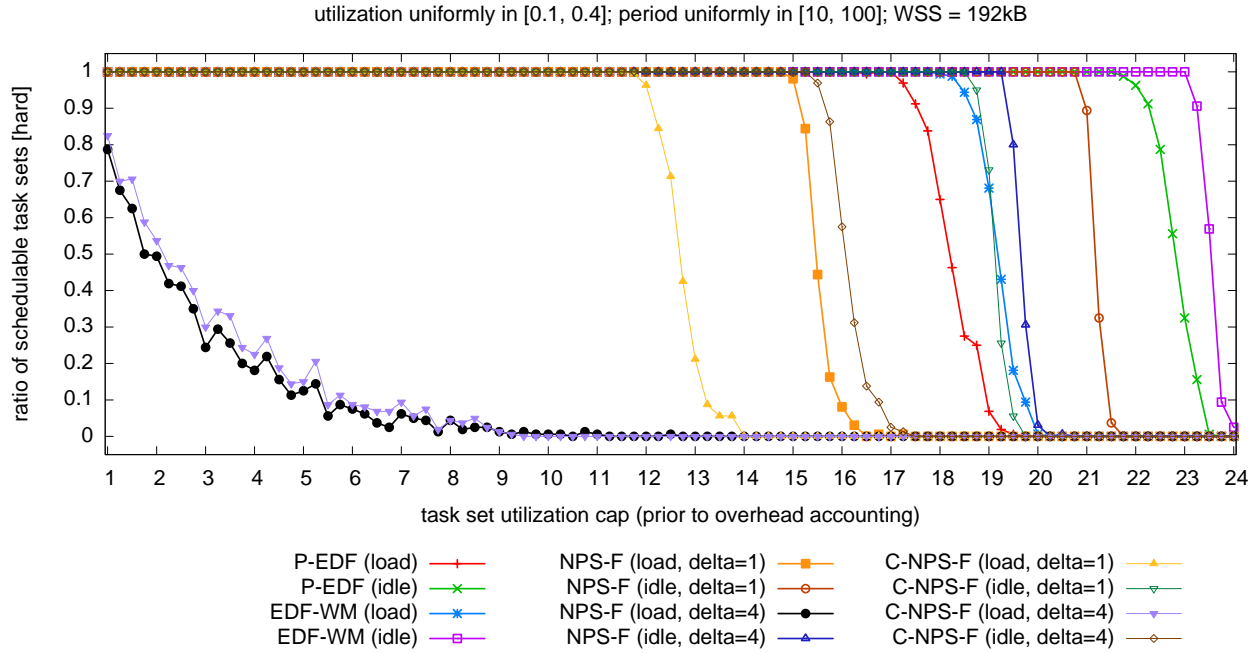 utilization uniformly in [0.1, 0.4]; period uniformly in [10, 100]; WSS = 192kB
ratio of schedulable task sets [hard]
1
0.9
0.8
0.7
0.6
0.5
0.4
0.3
0.2
0.1
0
1 2 3 4 5 6 7 8 9 10 11 12 13 14 15 16 17 18 19 20 21 22 23 24
task set utilization cap (prior to overhead accounting)
P-EDF (load) NPS-F (load, delta=1) C-NPS-F (load, delta=1)
P-EDF (idle) NPS-F (idle, delta=1) C-NPS-F (idle, delta=1)
EDF-WM (load) NPS-F (load, delta=4) C-NPS-F (load, delta=4)
EDF-WM (idle) NPS-F (idle, delta=4) C-NPS-F (idle, delta=4)